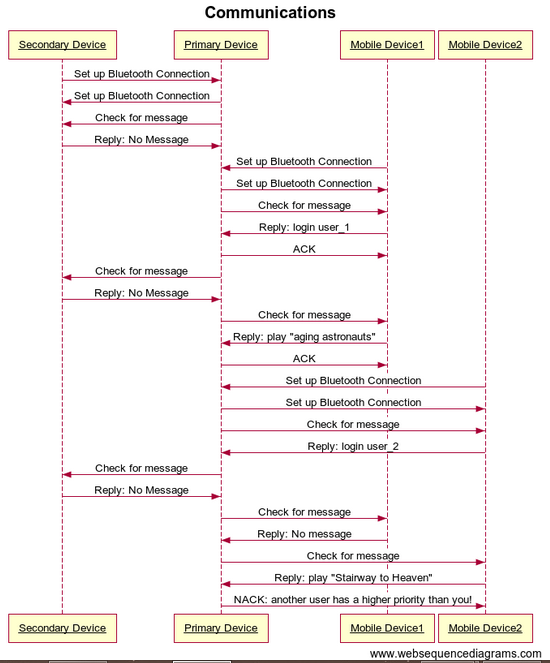 Communications
Secondary Device Primary Device Mobile Device1 Mobile Device2
Set up Bluetooth Connection
Set up Bluetooth Connection
Check for message
Reply: No Message
Set up Bluetooth Connection
Set up Bluetooth Connection
Check for message
Reply: login user_1
ACK
Check for message
Reply: No Message
Check for message
Reply: play "aging astronauts"
ACK
Set up Bluetooth Connection
Set up Bluetooth Connection
Check for message
Reply: login user_2
Check for message
Reply: No Message
Check for message
Reply: No message
Check for message
Reply: play "Stairway to Heaven"
NACK: another user has a higher priority than you!
Secondary Device Primary Device Mobile Device1 Mobile Device2
www.websequencediagrams.com